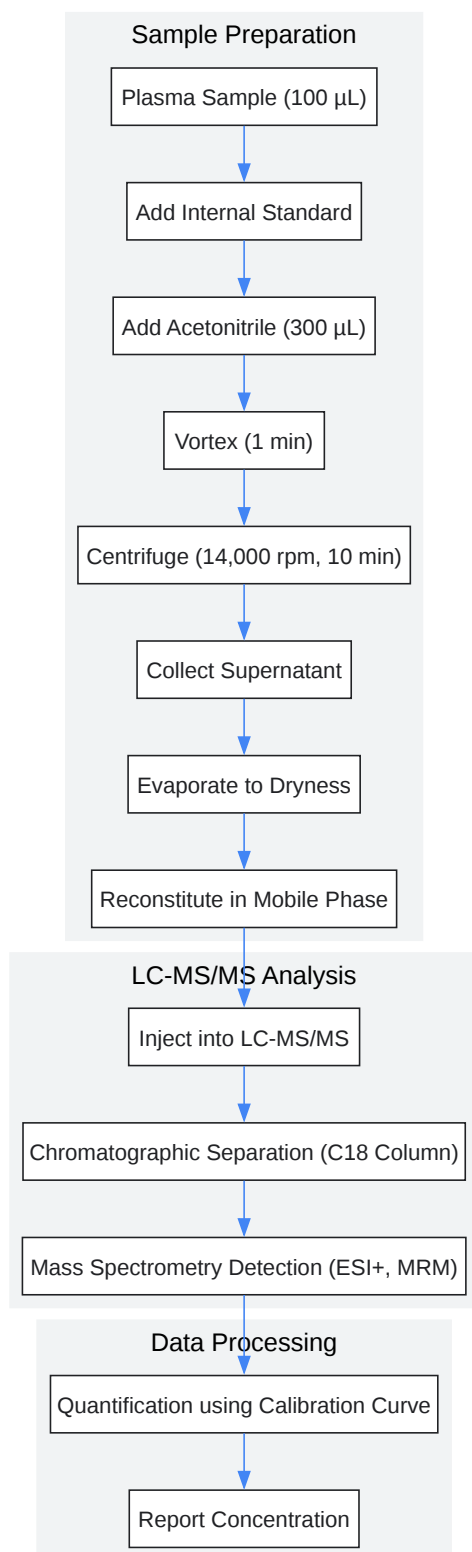 Sample Preparation
Plasma Sample (100 µL)
Add Internal Standard
Add Acetonitrile (300 µL)
Vortex (1 min)
Centrifuge (14,000 rpm, 10 min)
Collect Supernatant
Evaporate to Dryness
Reconstitute in Mobile Phase
LC-MS/MS Analysis
Inject into LC-MS/MS
Chromatographic Separation (C18 Column)
Mass Spectrometry Detection (ESI+, MRM)
Data Processing
Quantification using Calibration Curve
Report Concentration